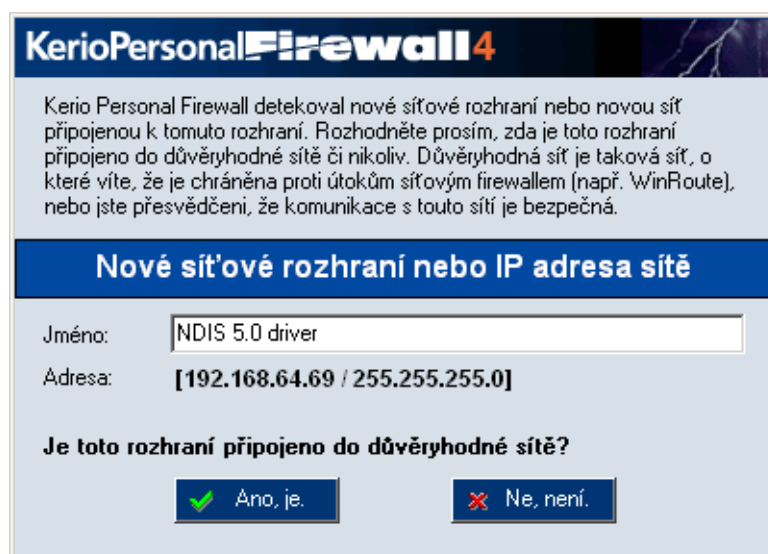 KerioPersonalFirewall4
Kerio Personal Firewall detekoval nové síťové rozhraní nebo novou síť
připojenou k tomuto rozhraní. Rozhodněte prosím, zda je toto rozhraní
připojeno do důvěryhodné sítě či nikoliv. Důvěryhodná síť je taková síť, o
které víte, že je chráněna proti útokům síťovým firewallem (např. WinRoute),
nebo jste přesvědčeni, že komunikace s touto sítí je bezpečná.
Nové síťové rozhraní nebo IP adresa sítě
Jméno: NDIS 5.0 driver
Adresa: [192.168.64.69 / 255.255.255.0]
Je toto rozhraní připojeno do důvěryhodné sítě?
Ano, je. Ne, není.